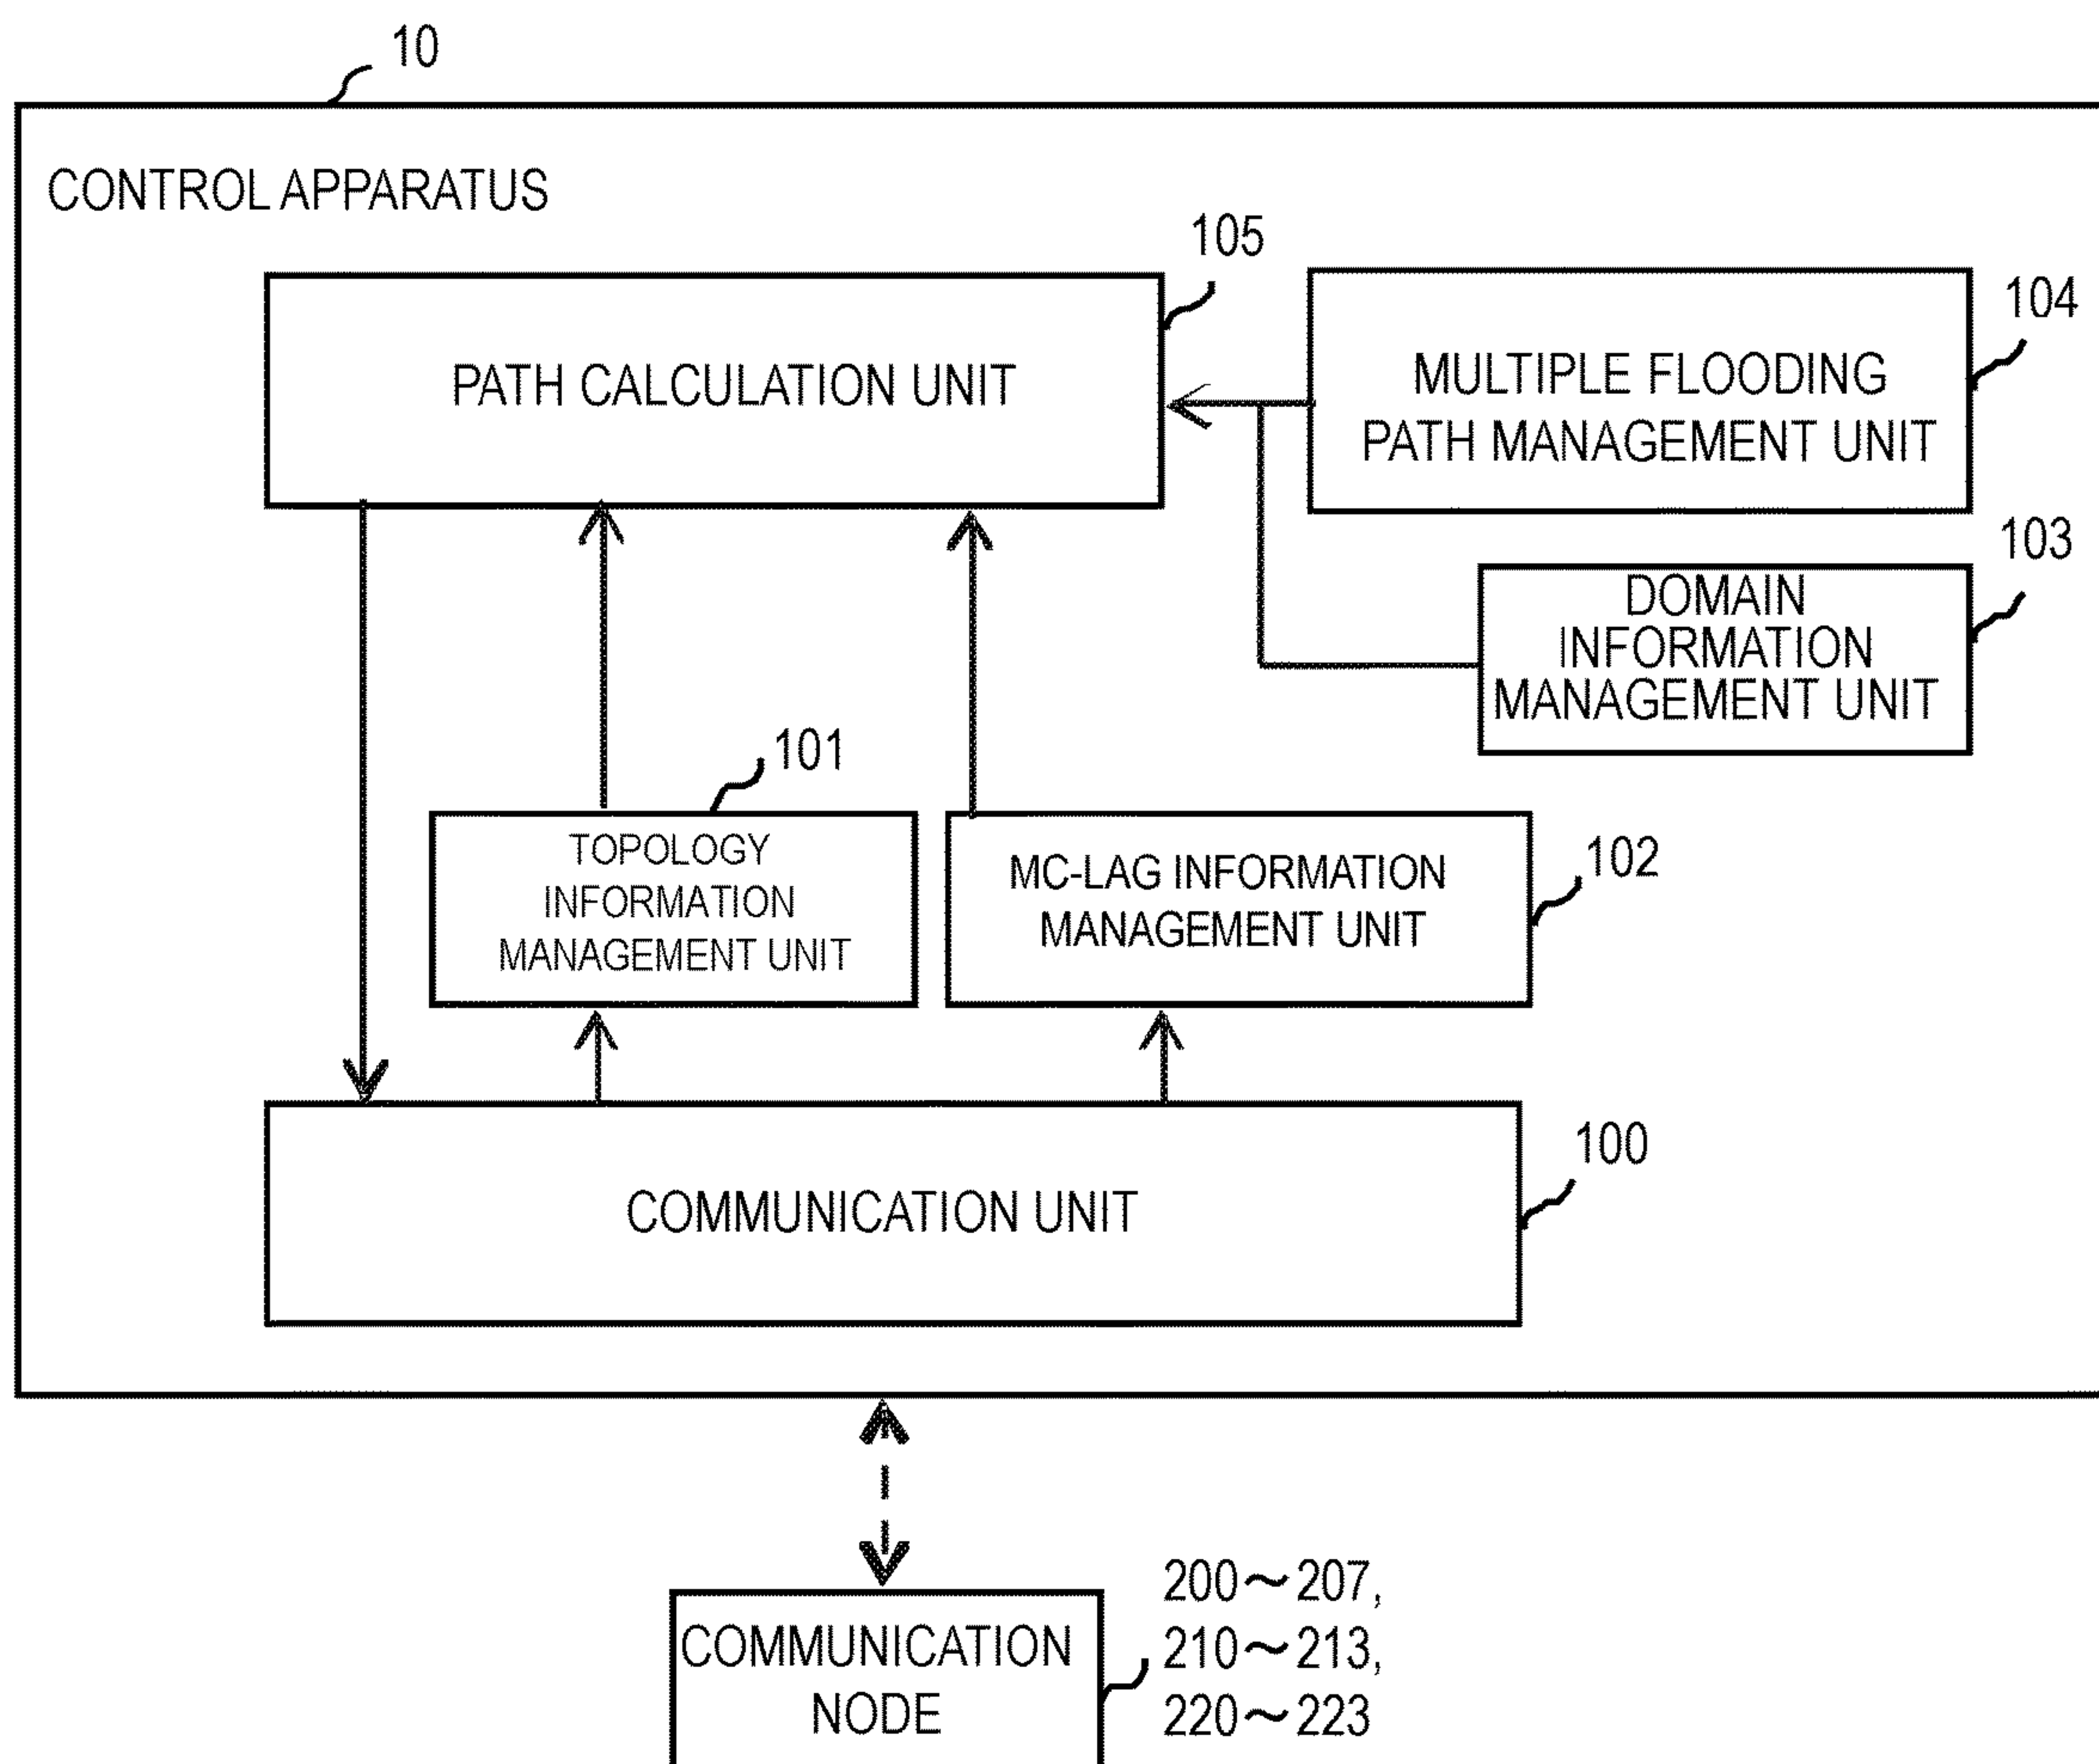 10
CONTROL APPARATUS
105
PATH CALCULATION UNIT
104
MULTIPLE FLOODING
PATH MANAGEMENT UNIT
103
DOMAIN
INFORMATION
MANAGEMENT UNIT
101
TOPOLOGY
INFORMATION
MANAGEMENT UNIT
102
MC-LAG INFORMATION
MANAGEMENT UNIT
100
COMMUNICATION UNIT
COMMUNICATION
NODE
200～207,
210～213,
220～223